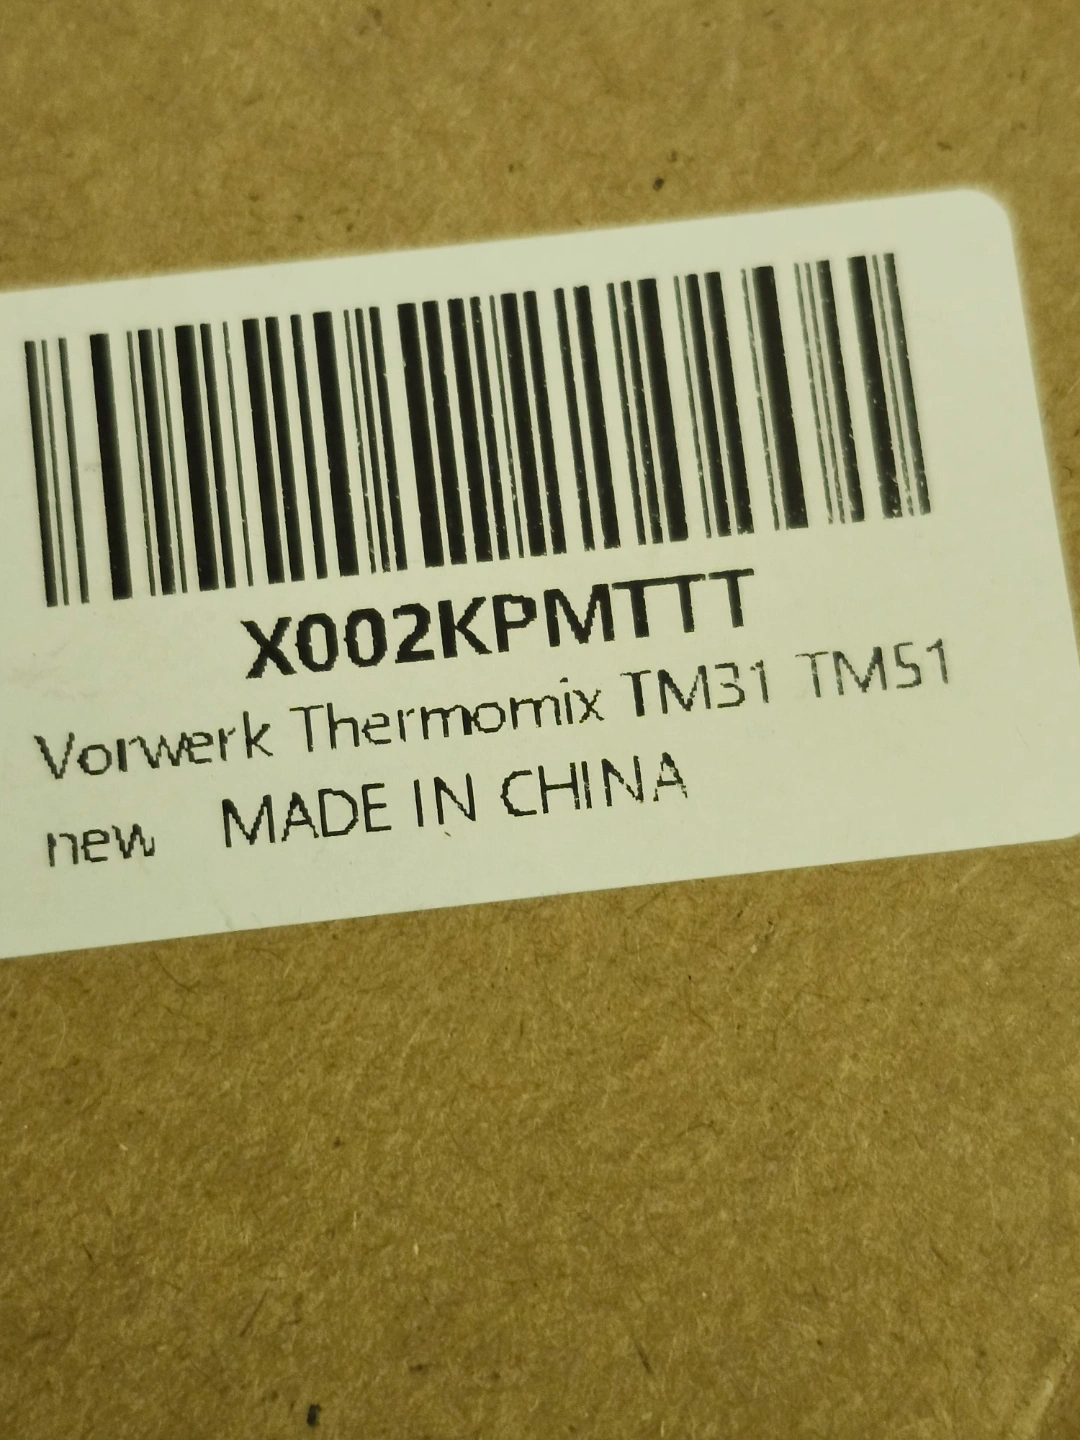 X002KPMTTT
Vorwerk Thermomix TM31 TM51
new MADE IN CHINA